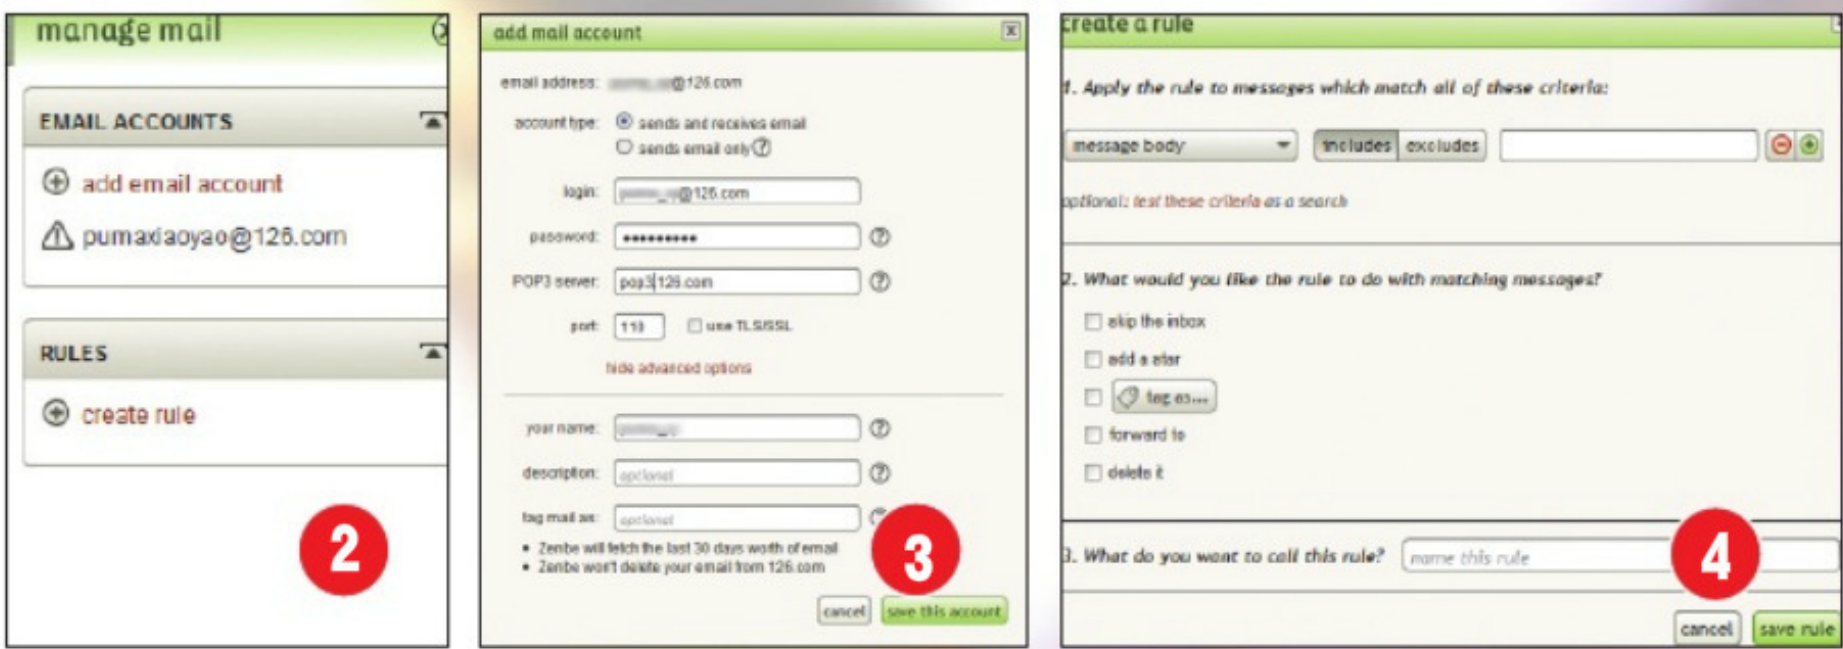 manage mail
EMAIL ACCOUNTS
add email account
pumaxiaoyao@126.com
RULES
create rule
2
add mail account
x
email address: @126.com
account type: sends and receives email
sends email only ?
login: @126.com
password: ••••••••• ?
POP3 server: pop3.126.com ?
port: 110 use TLS/SSL
hide advanced options
your name: ?
description: optional ?
tag mail as: optional
• Zenbe will fetch the last 30 days worth of email
• Zenbe won't delete your email from 126.com
3
cancel save this account
create a rule
1. Apply the rule to messages which match all of these criteria:
message body includes excludes
optional: test these criteria as a search
2. What would you like the rule to do with matching messages?
skip the inbox
add a star
tag as...
forward to
delete it
3. What do you want to call this rule? name this rule
4
cancel save rule